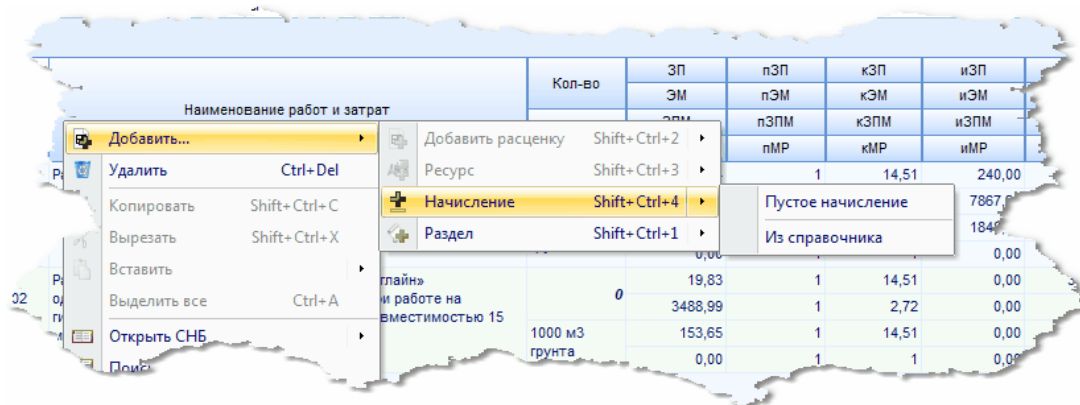 ЗП пЗП кЗП иЗП
Кол-во
ЭМ пЭМ кЭМ иЭМ
Наименование работ и затрат
пЗПМ кЗПМ иЗПМ
пМР кМР иМР
Добавить...
Удалить Ctrl+Del
Копировать Shift+Ctrl+C
Вырезать Shift+Ctrl+X
Вставить
Выделить все Ctrl+A
Открыть СНБ
Добавить расценку Shift+Ctrl+2
Ресурс Shift+Ctrl+3
Начисление Shift+Ctrl+4
Раздел Shift+Ctrl+1
Пустое начисление
Из справочника
1 14,51 240,00
0,00
19,83 1 14,51 0,00
02 0
и работе на
3488,99 1 2,72 0,00
вместимостью 15
1000 м3 153,65 1 14,51 0,00
грунта
0,00 1 1 0,00